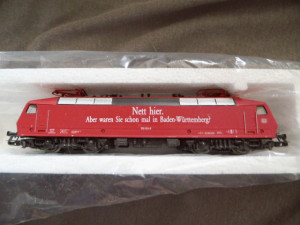 Nett hier.
Aber waren Sie schon mal in Baden-Württemberg?